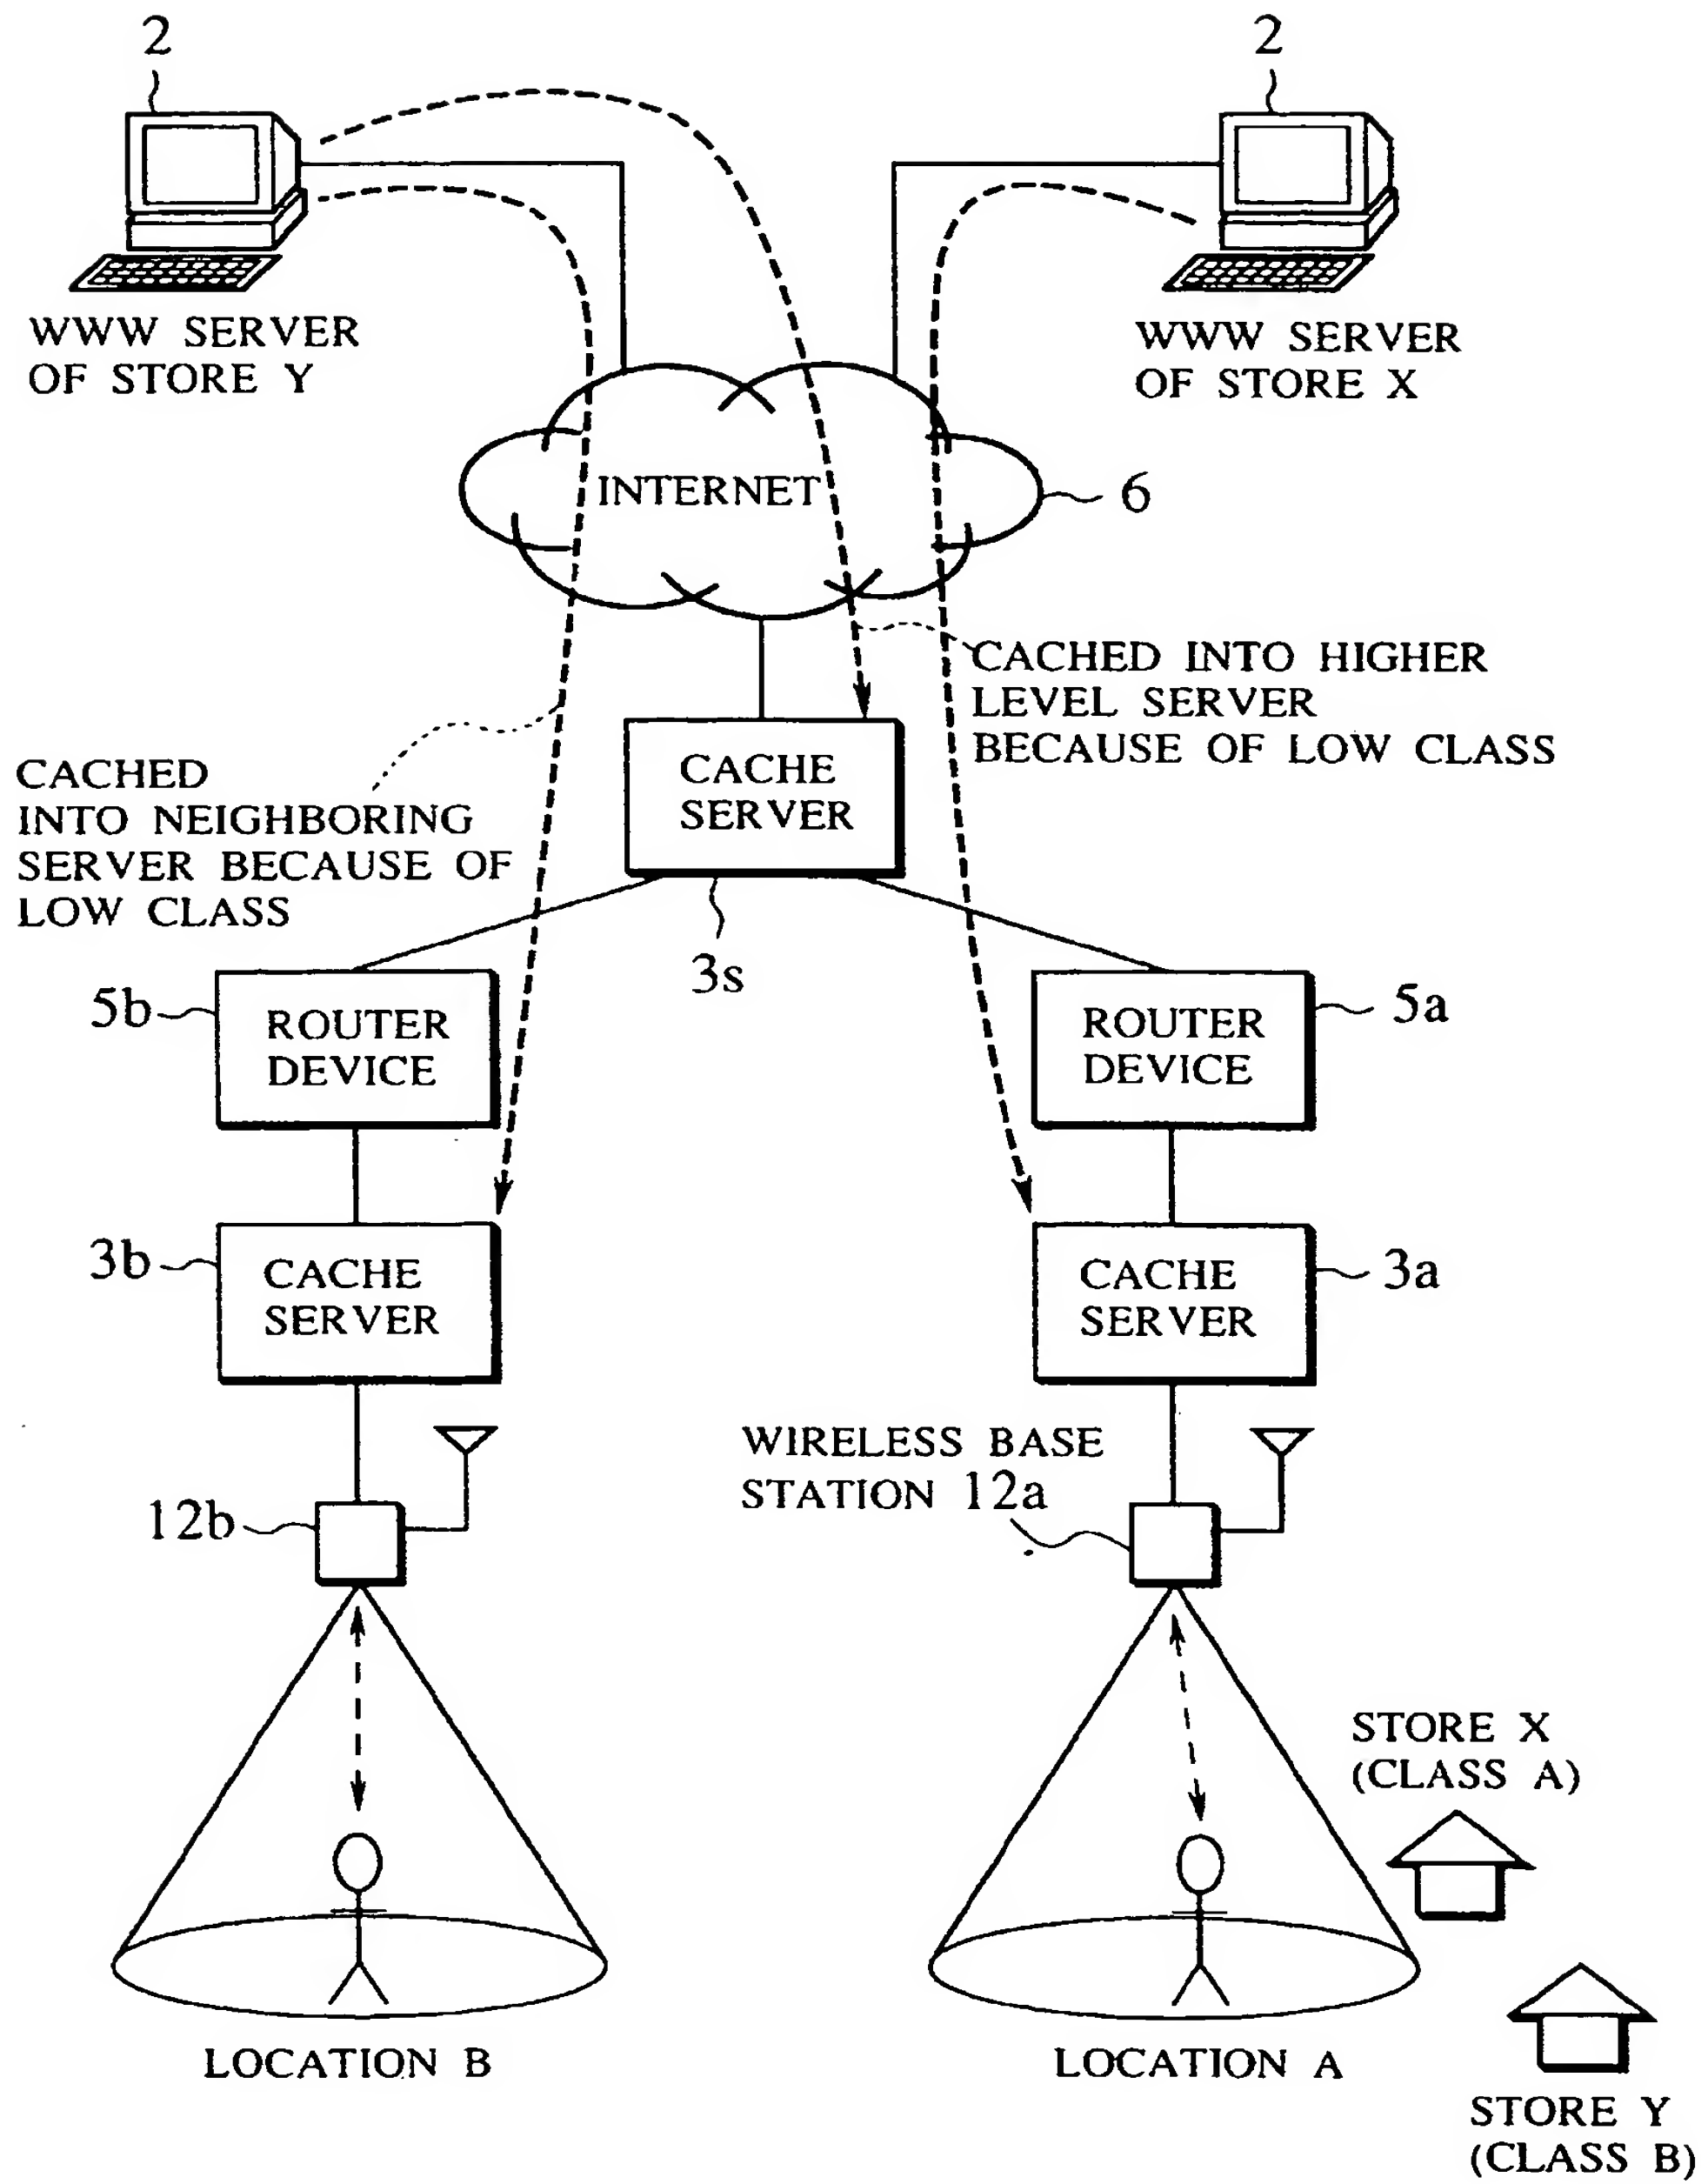 2
2
WWW SERVER
OF STORE Y
WWW SERVER
OF STORE X
INTERNET
6
CACHED INTO HIGHER
LEVEL SERVER
BECAUSE OF LOW CLASS
CACHED
INTO NEIGHBORING
SERVER BECAUSE OF
LOW CLASS
CACHE
SERVER
3s
5b
ROUTER
DEVICE
ROUTER
DEVICE
5a
3b
CACHE
SERVER
CACHE
SERVER
3a
WIRELESS BASE
STATION 12a
12b
STORE X
(CLASS A)
LOCATION B
LOCATION A
STORE Y
(CLASS B)